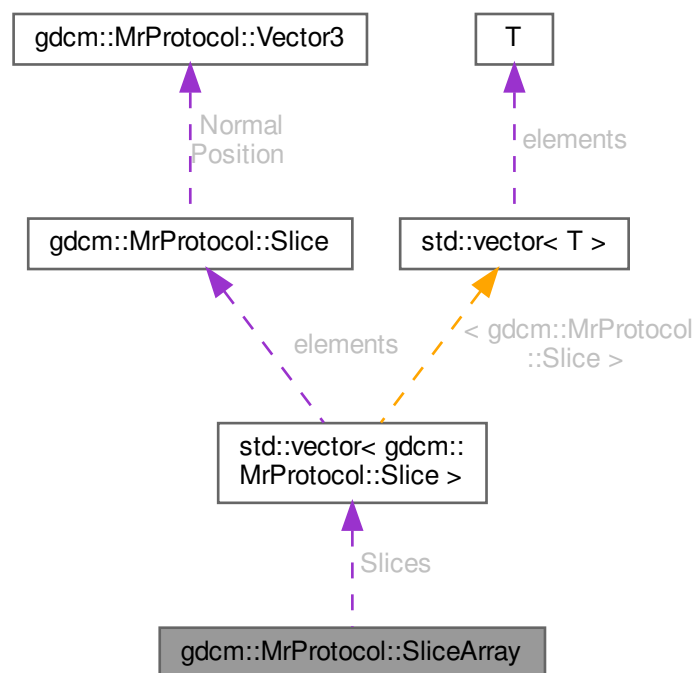 gdcm::MrProtocol::Vector3
T
Normal
Position
elements
gdcm::MrProtocol::Slice
std::vector< T >
elements
< gdcm::MrProtocol
::Slice >
std::vector< gdcm::
MrProtocol::Slice >
Slices
gdcm::MrProtocol::SliceArray